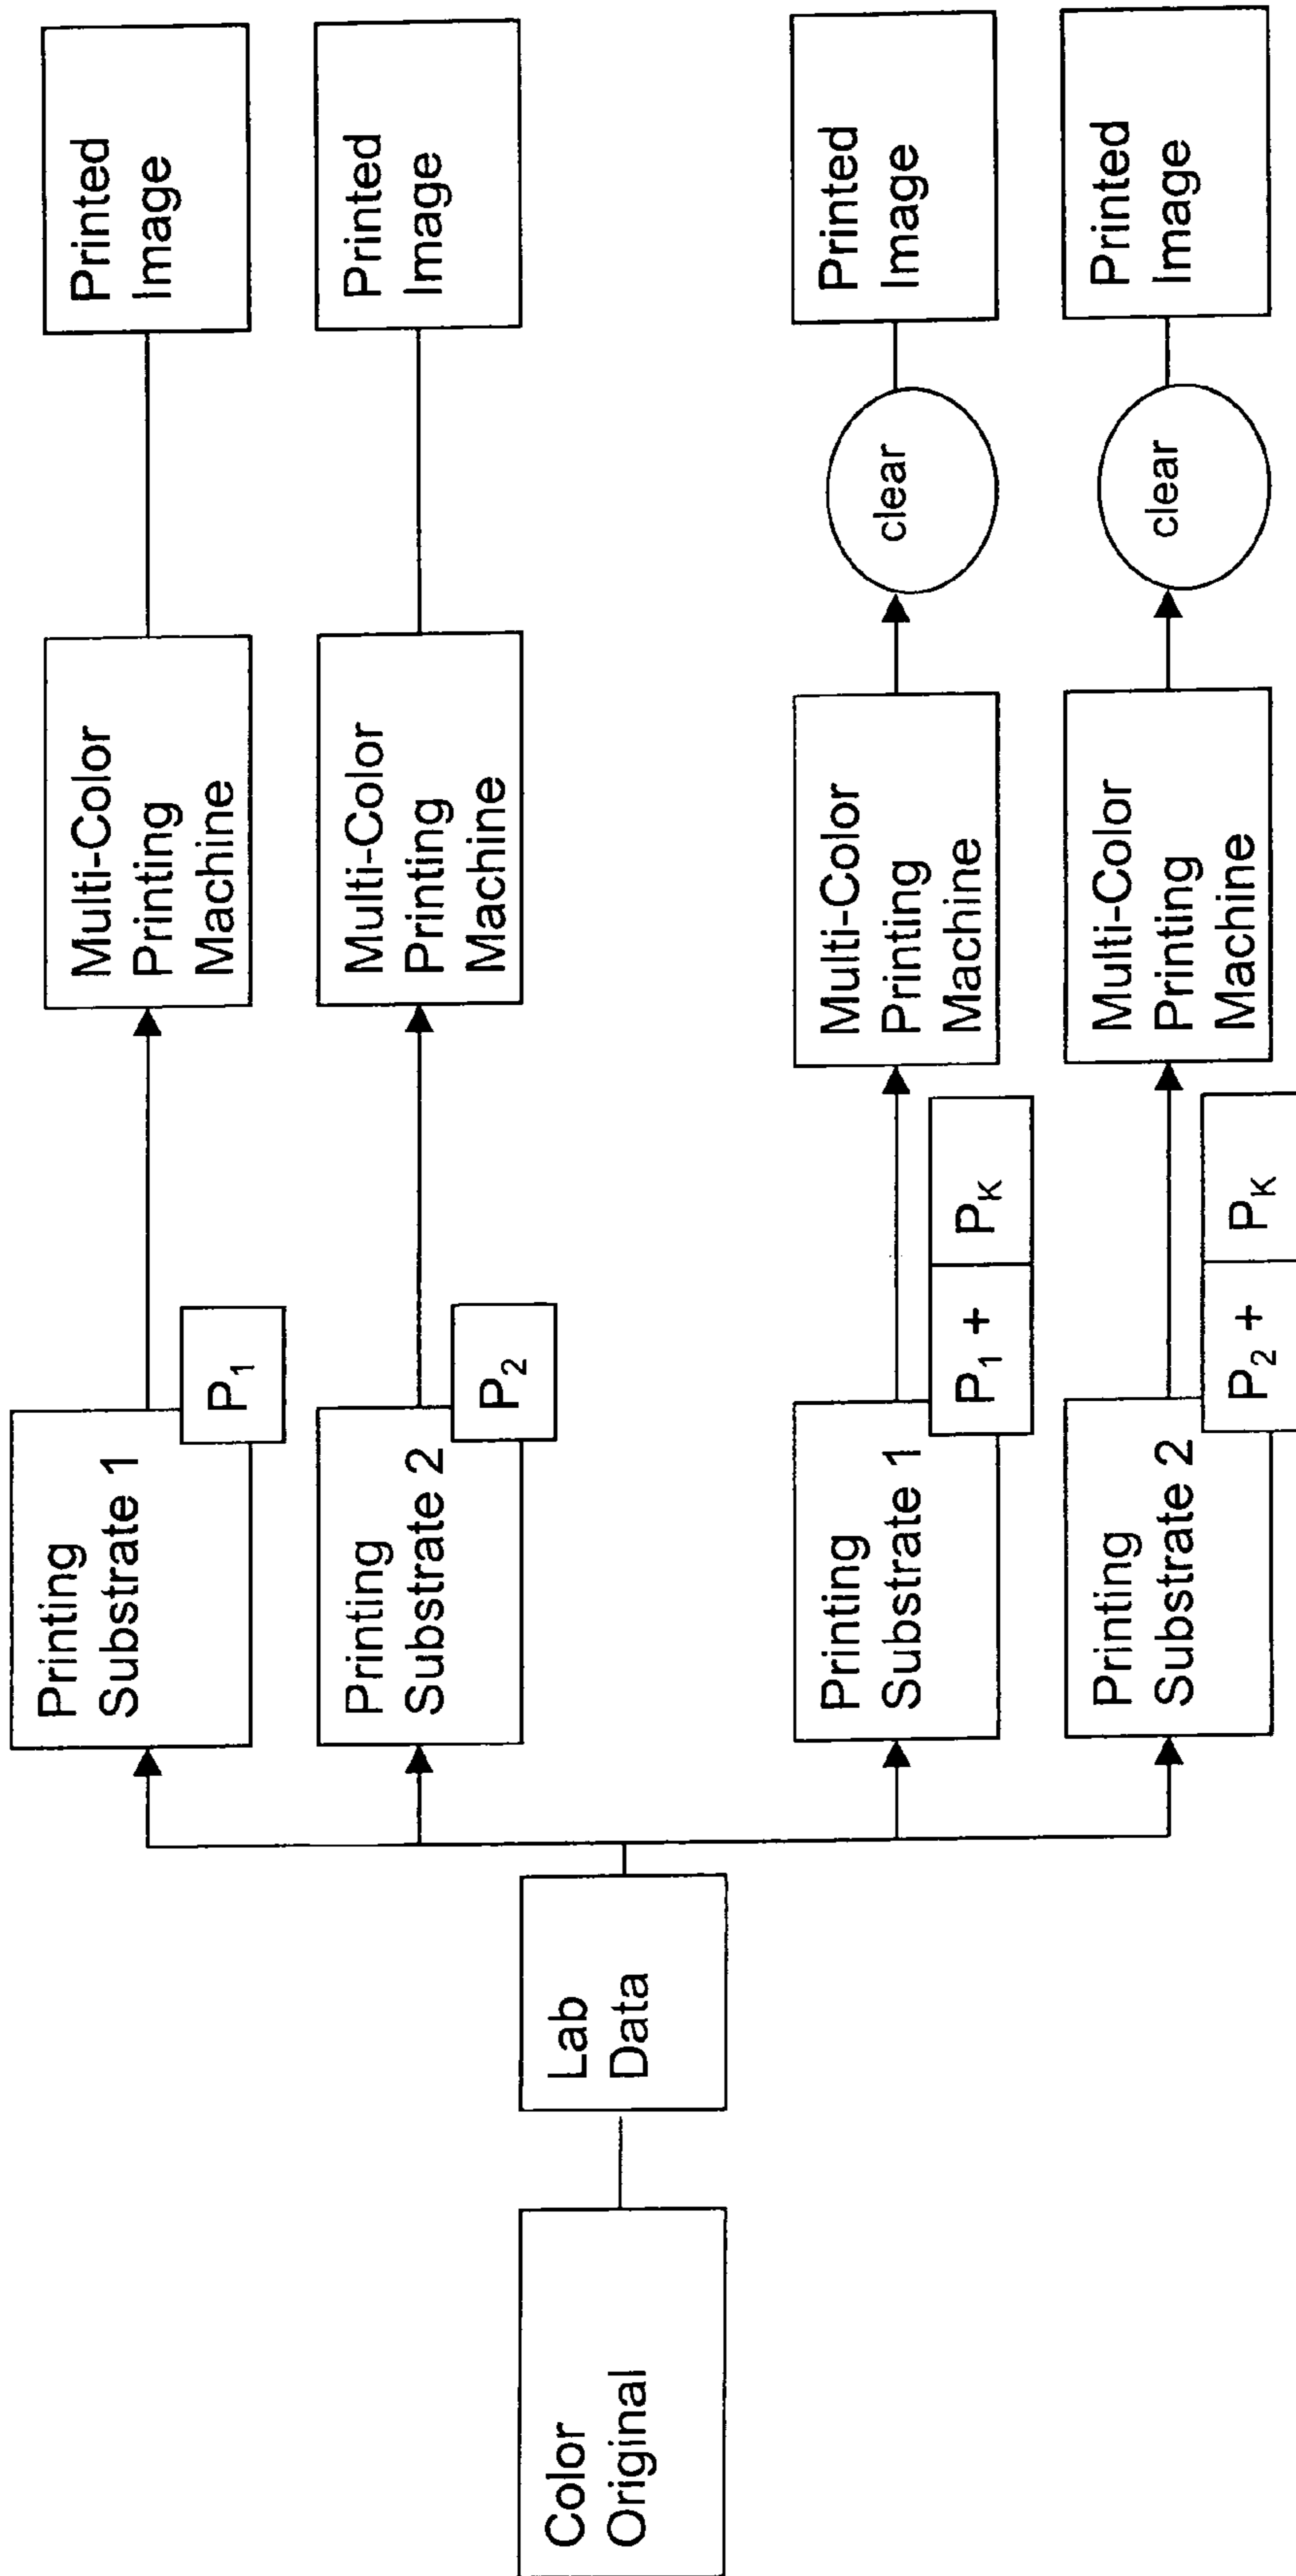 Color
Original
Lab
Data
Printing
Substrate 1
P₁
Multi-Color
Printing
Machine
Printed
Image
Printing
Substrate 2
P₂
Multi-Color
Printing
Machine
Printed
Image
Printing
Substrate 1
P₁ + Pₖ
Multi-Color
Printing
Machine
clear
Printed
Image
Printing
Substrate 2
P₂ + Pₖ
Multi-Color
Printing
Machine
clear
Printed
Image